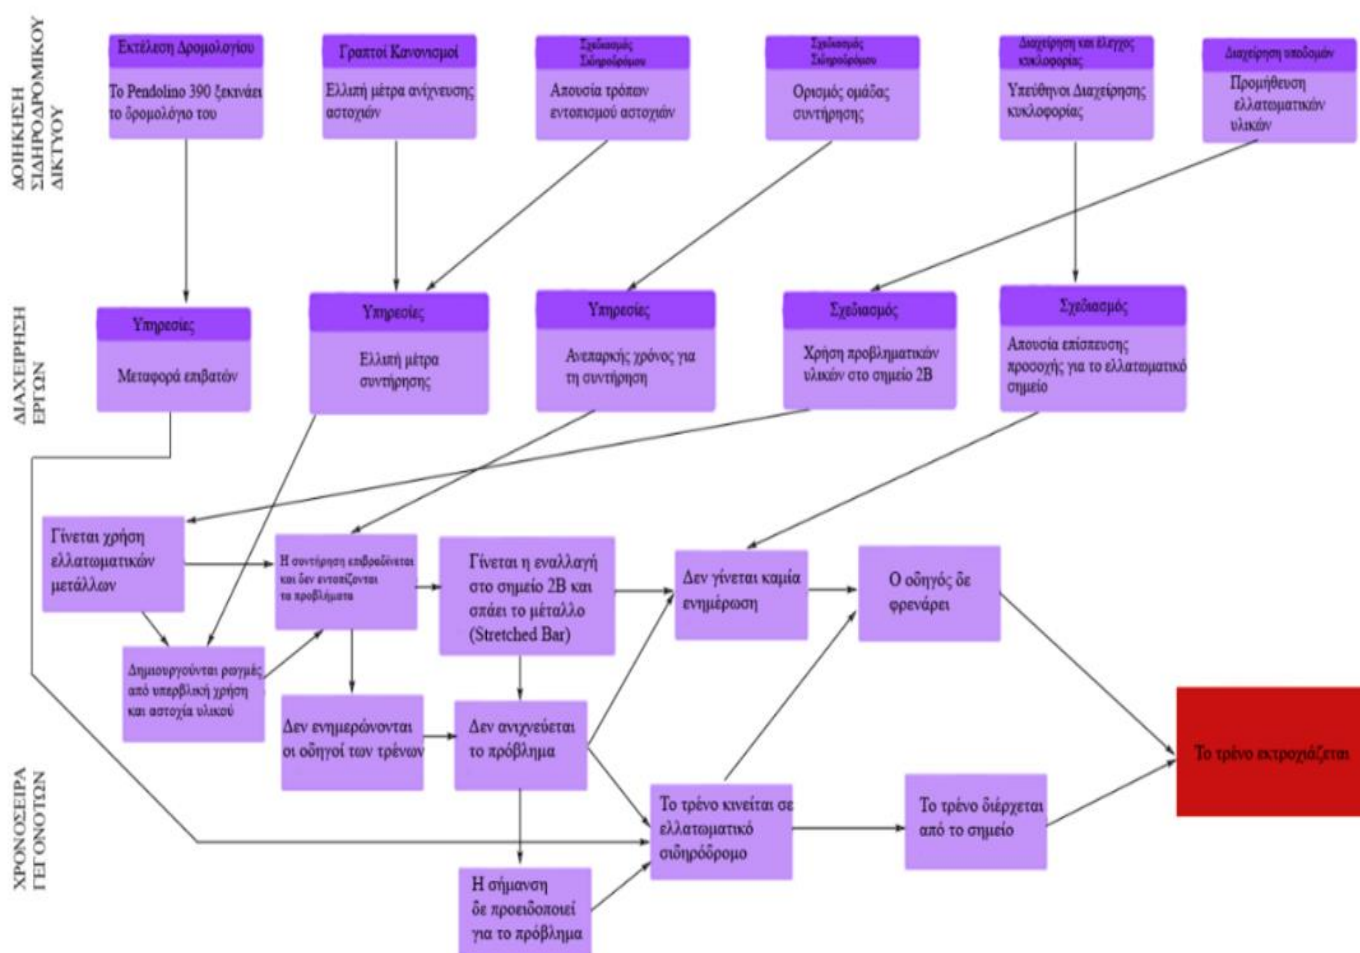 ΔΟΙΗΚΗΣΗ
ΣΙΔΗΡΟΔΡΟΜΙΚΟΥ
ΔΙΚΤΥΟΥ
Εκτέλεση Δρομολογίου
Το Pendolino 390 ξεκινάει
το δρομολόγιο του
Γραπτοί Κανονισμοί
Ελλιπή μέτρα ανίχνευσης
αστοχιών
Σχεδιασμός
Σιδηροδρόμου
Απουσία τρόπων
εντοπισμού αστοχιών
Σχεδιασμός
Σιδηροδρόμου
Ορισμός ομάδας
συντήρησης
Διαχείρηση και έλεγχος
κυκλοφορίας
Υπεύθηνοι Διαχείρησης
κυκλοφορίας
Διαχείρηση υποδομών
Προμήθευση
ελλατωματικών
υλικών
ΔΙΑΧΕΙΡΗΣΗ
ΕΡΓΩΝ
Υπηρεσίες
Μεταφορά επιβατών
Υπηρεσίες
Ελλιπή μέτρα
συντήρησης
Υπηρεσίες
Ανεπαρκής χρόνος για
τη συντήρηση
Σχεδιασμός
Χρήση προβληματικών
υλικών στο σημείο 2Β
Σχεδιασμός
Απουσία επίσπευσης
προσοχής για το ελλατωματικό
σημείο
ΧΡΟΝΟΣΕΙΡΑ
ΓΕΓΟΝΟΤΩΝ
Γίνεται χρήση
ελλατωματικών
μετάλλων
Η συντήρηση επιβραδίνεται
και δεν εντοπίζονται
τα προβλήματα
Γίνεται η εναλλαγή
στο σημείο 2Β και
σπάει το μέταλλο
(Stretched Bar)
Δεν γίνεται καμία
ενημέρωση
Ο οδηγός δε
φρενάρει
Δημιουργούνται ρωγμές
από υπερβλική χρήση
και αστοχία υλικού
Δεν ενημερώνονται
οι οδηγοί των τρένων
Δεν ανιχνεύεται
το πρόβλημα
Το τρένο κινείται σε
ελλατωματικό
σιδηρόδρομο
Το τρένο διέρχεται
από το σημείο
Το τρένο εκτροχιάζεται
Η σήμανση
δε προειδοποιεί
για το πρόβλημα